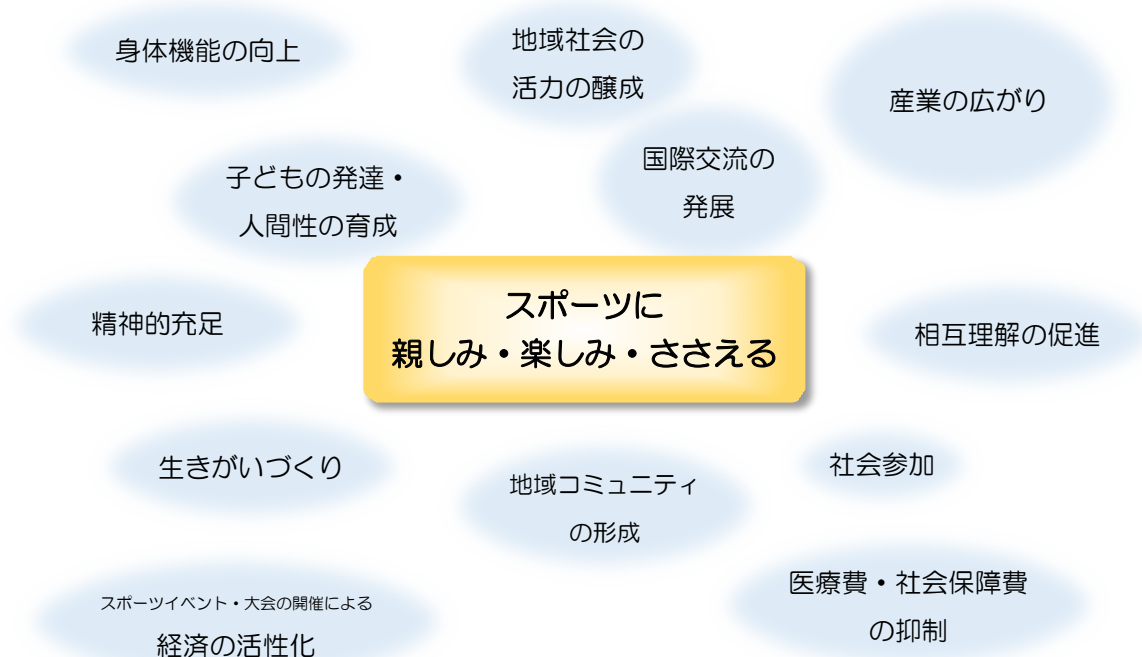 身体機能の向上
地域社会の
活力の醸成
産業の広がり
国際交流の
発展
子どもの発達・
人間性の育成
スポーツに
親しみ・楽しみ・ささえる
精神的充足
相互理解の促進
生きがいづくり
地域コミュニティ
の形成
社会参加
スポーツイベント・大会の開催による
経済の活性化
医療費・社会保障費
の抑制